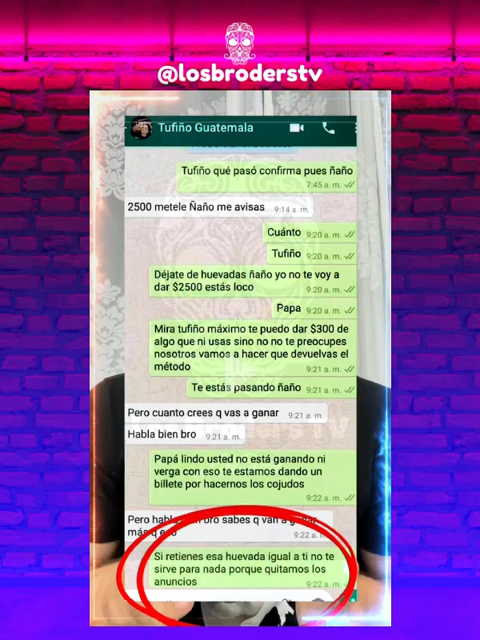 @losbroderstv
Tufiño Guatemala
Tufiño qué pasó confirma pues ñaño
7:45 a. m.
2500 metele Ñaño me avisas 9:14 a. m.
Cuánto 9:20 a. m.
Tufiño 9:20 a. m.
Déjate de huevadas ñaño yo no te voy a
dar $2500 estás loco
9:20 a. m.
Papa 9:20 a. m.
Mira tufiño máximo te puedo dar $300 de
algo que ni usas sino no no te preocupes
nosotros vamos a hacer que devuelvas el
método
9:21 a. m.
Te estás pasando ñaño 9:21 a. m.
Pero cuanto crees q vas a ganar 9:21 a. m.
Habla bien bro 9:21 a. m.
Papá lindo usted no está ganando ni
verga con eso te estamos dando un
billete por hacernos los cojudos
9:22 a. m.
Pero habla bien bro sabes q van a ganar
más q eso 9:22 a. m.
Si retienes esa huevada igual a ti no te
sirve para nada porque quitamos los
anuncios
9:22 a. m.